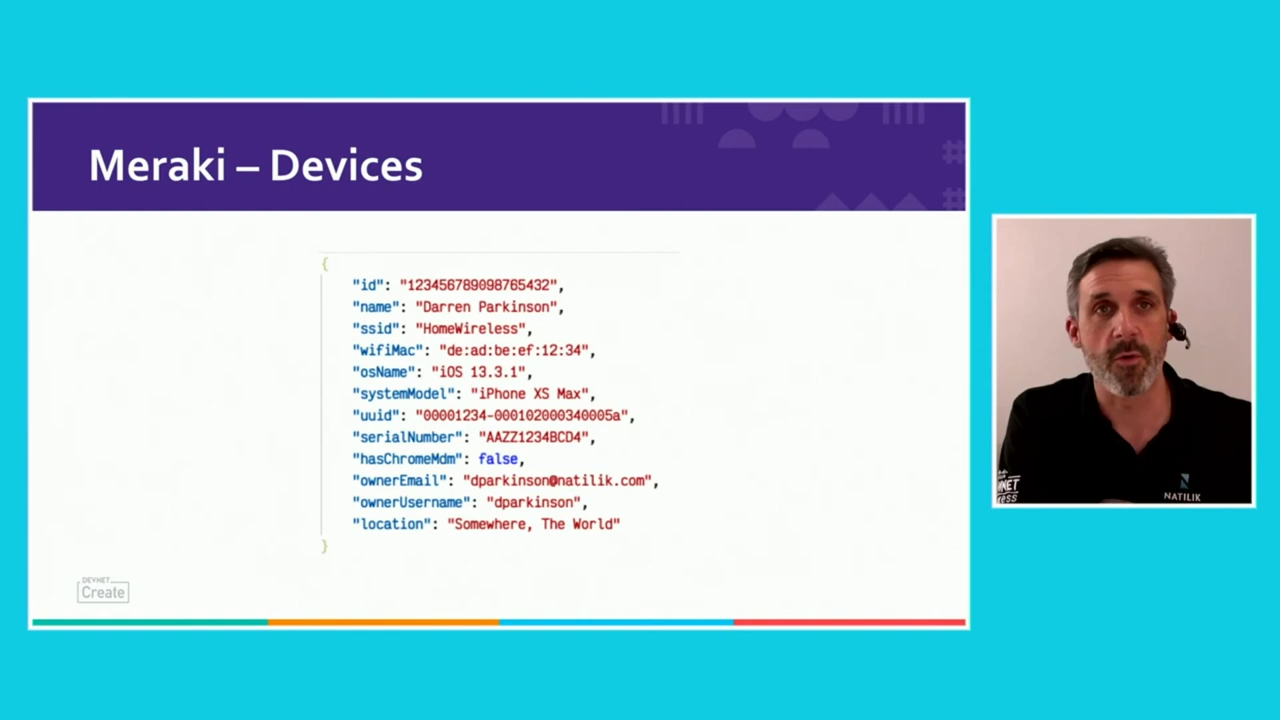 Meraki – Devices
{
"id": "123456789098765432",
"name": "Darren Parkinson",
"ssid": "HomeWireless",
"wifiMac": "de:ad:be:ef:12:34",
"osName": "iOS 13.3.1",
"systemModel": "iPhone XS Max",
"uuid": "00001234-000102000340005a",
"serialNumber": "AAZZ1234BCD4",
"hasChromeMdm": false,
"ownerEmail": "dparkinson@natilik.com",
"ownerUsername": "dparkinson",
"location": "Somewhere, The World"
}
DEVNET
Create
NATILIK